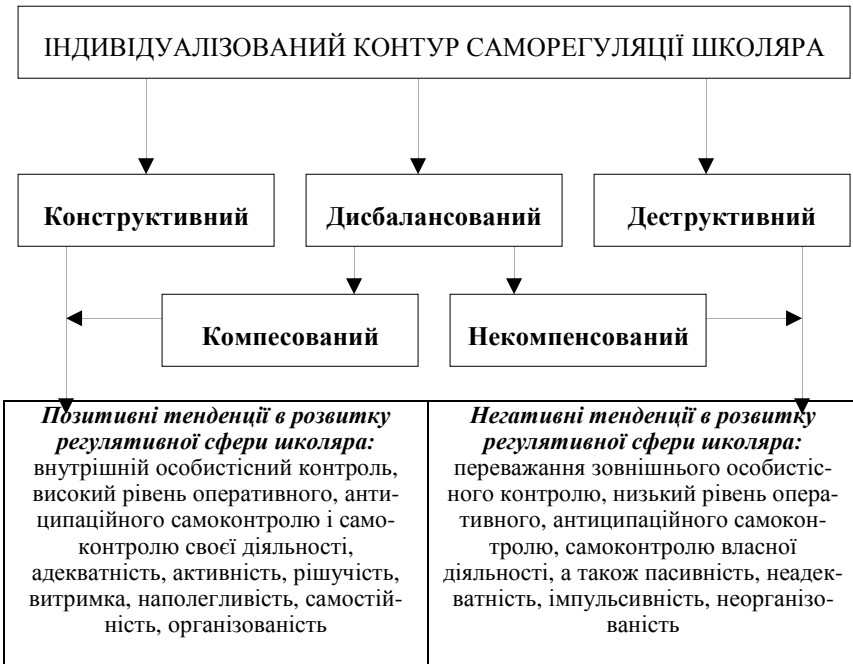 ІНДИВІДУАЛІЗОВАНИЙ КОНТУР САМОРЕГУЛЯЦІЇ ШКОЛЯРА
Конструктивний
Дисбалансований
Деструктивний
Компесований
Некомпенсований
Позитивні тенденції в розвитку
регулятивної сфери школяра:
внутрішній особистісний контроль,
високий рівень оперативного, анти-
ципаційного самоконтролю і само-
контролю своєї діяльності,
адекватність, активність, рішучість,
витримка, наполегливість, самостій-
ність, організованість
Негативні тенденції в розвитку
регулятивної сфери школяра:
переважання зовнішнього особистіс-
ного контролю, низький рівень опера-
тивного, антиципаційного самокон-
тролю, самоконтролю власної
діяльності, а також пасивність, неадек-
ватність, імпульсивність, неорганізо-
ваність